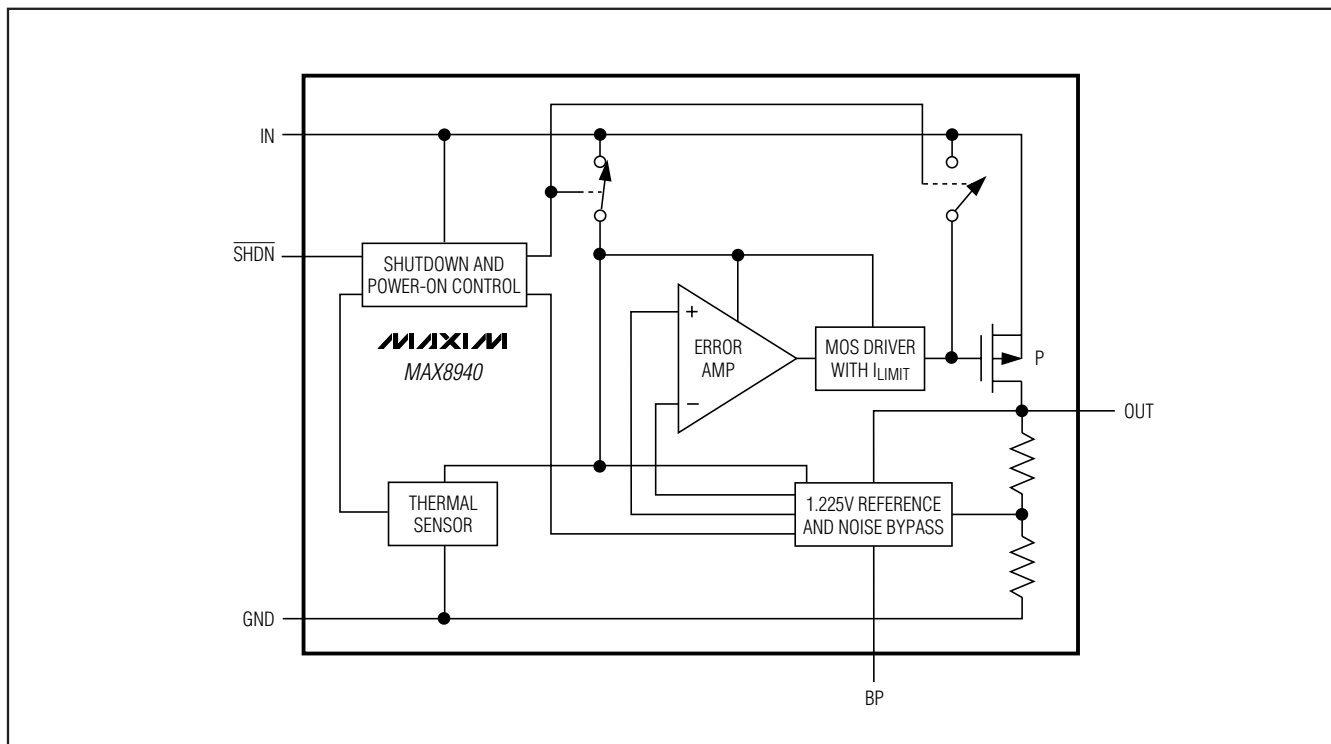 IN
SHDN
SHUTDOWN AND
POWER-ON CONTROL
MAXIM
MAX8940
+
ERROR
AMP
−
MOS DRIVER
WITH ILIMIT
P
OUT
THERMAL
SENSOR
1.225V REFERENCE
AND NOISE BYPASS
GND
BP